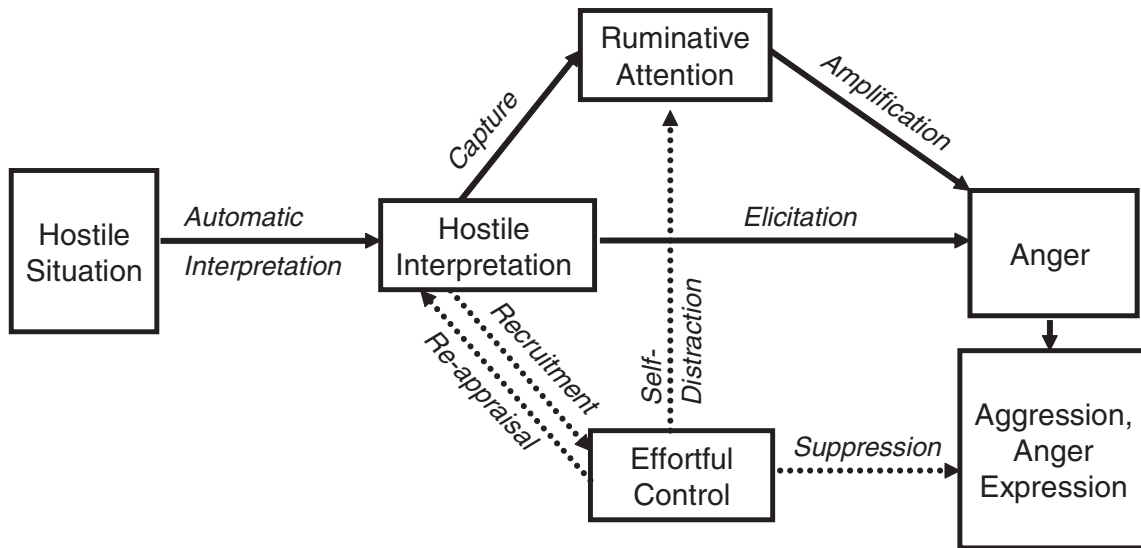 Ruminative
Attention
Capture
Amplification
Hostile
Situation
Automatic
Interpretation
Hostile
Interpretation
Elicitation
Anger
Recruitment
Re-appraisal
Self-
Distraction
Effortful
Control
Suppression
Aggression,
Anger
Expression